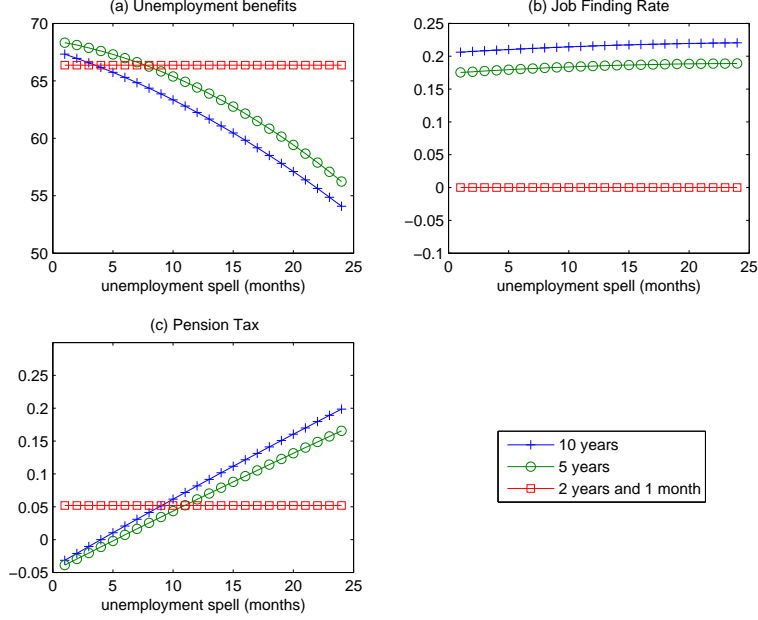 (a) Unemployment benefits
70
65
60
55
50
0 5 10 15 20 25
unemployment spell (months)
(b) Job Finding Rate
0.25
0.2
0.15
0.1
0.05
0
−0.05
−0.1
0 5 10 15 20 25
unemployment spell (months)
(c) Pension Tax
0.25
0.2
0.15
0.1
0.05
0
−0.05
0 5 10 15 20 25
unemployment spell (months)
10 years
5 years
2 years and 1 month